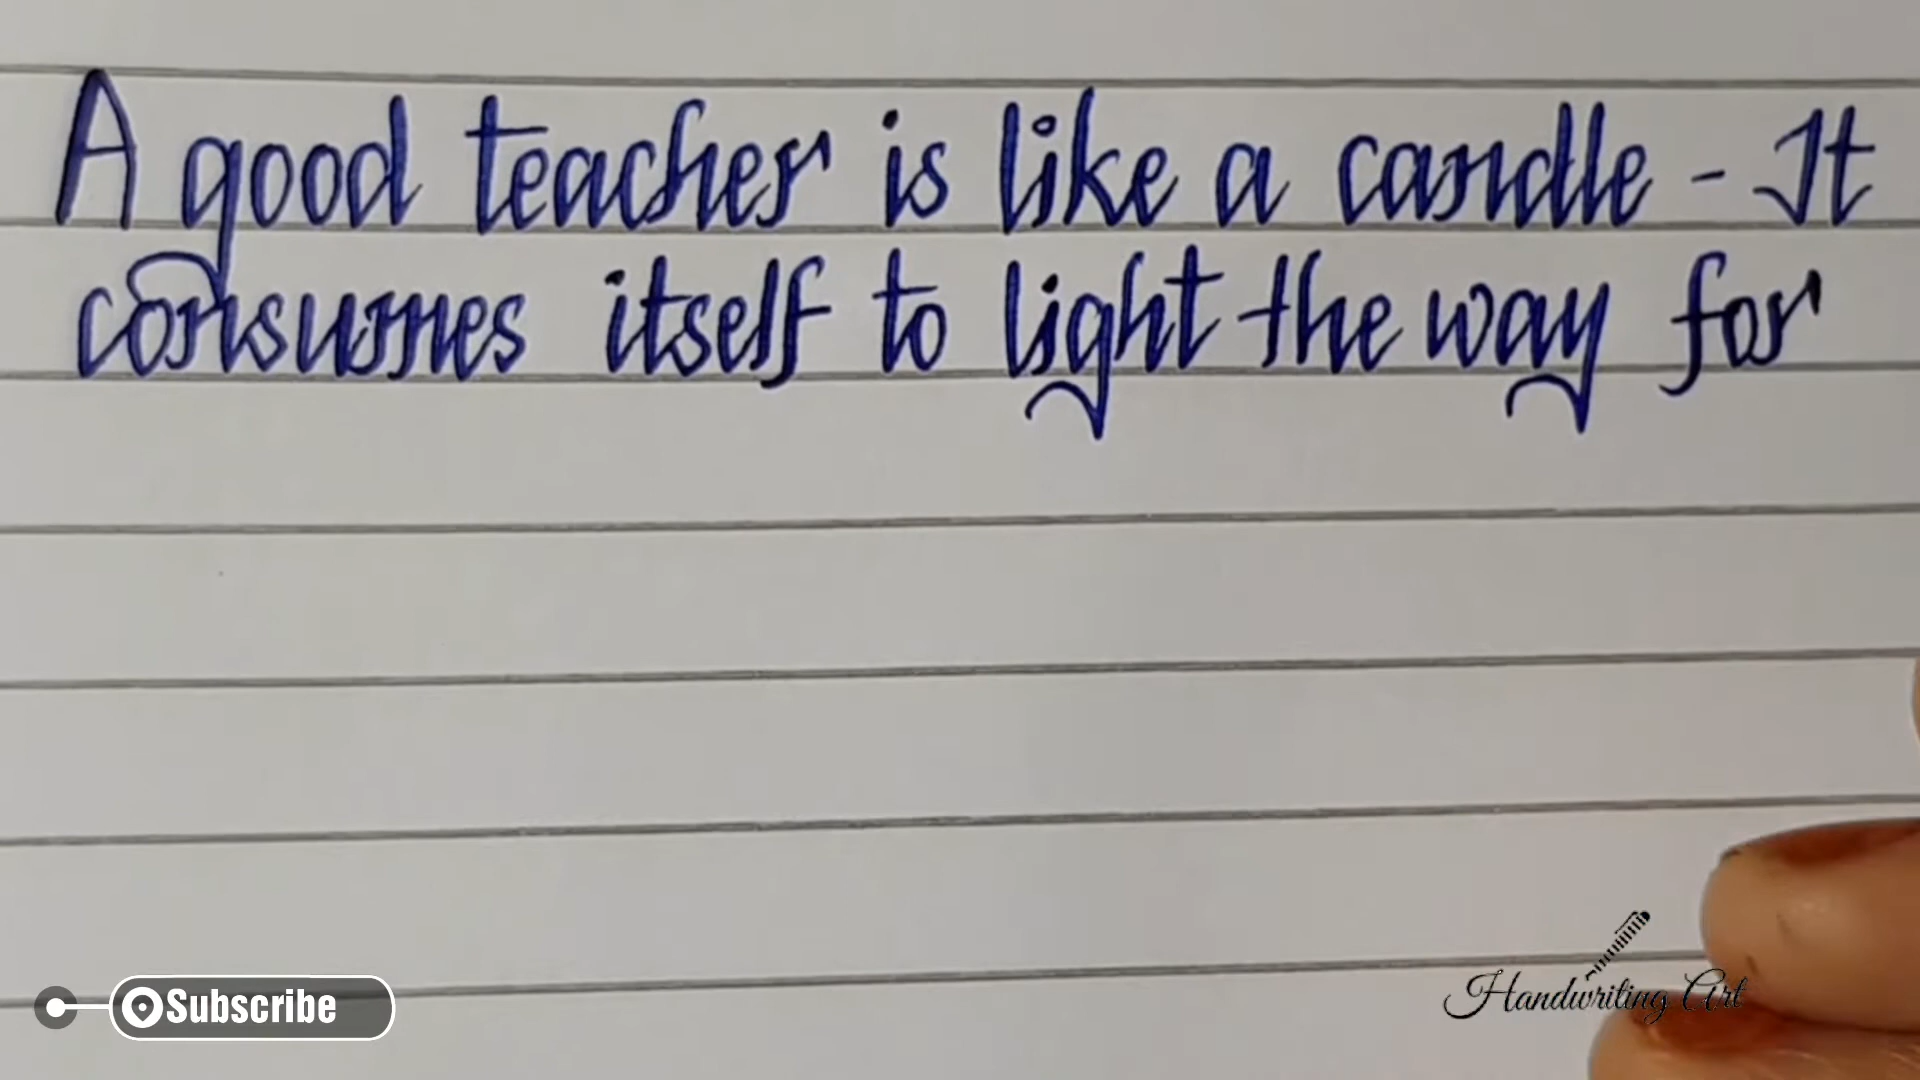 A good teacher is like a candle - It
consumes itself to light the way for
Subscribe
Handwriting Art